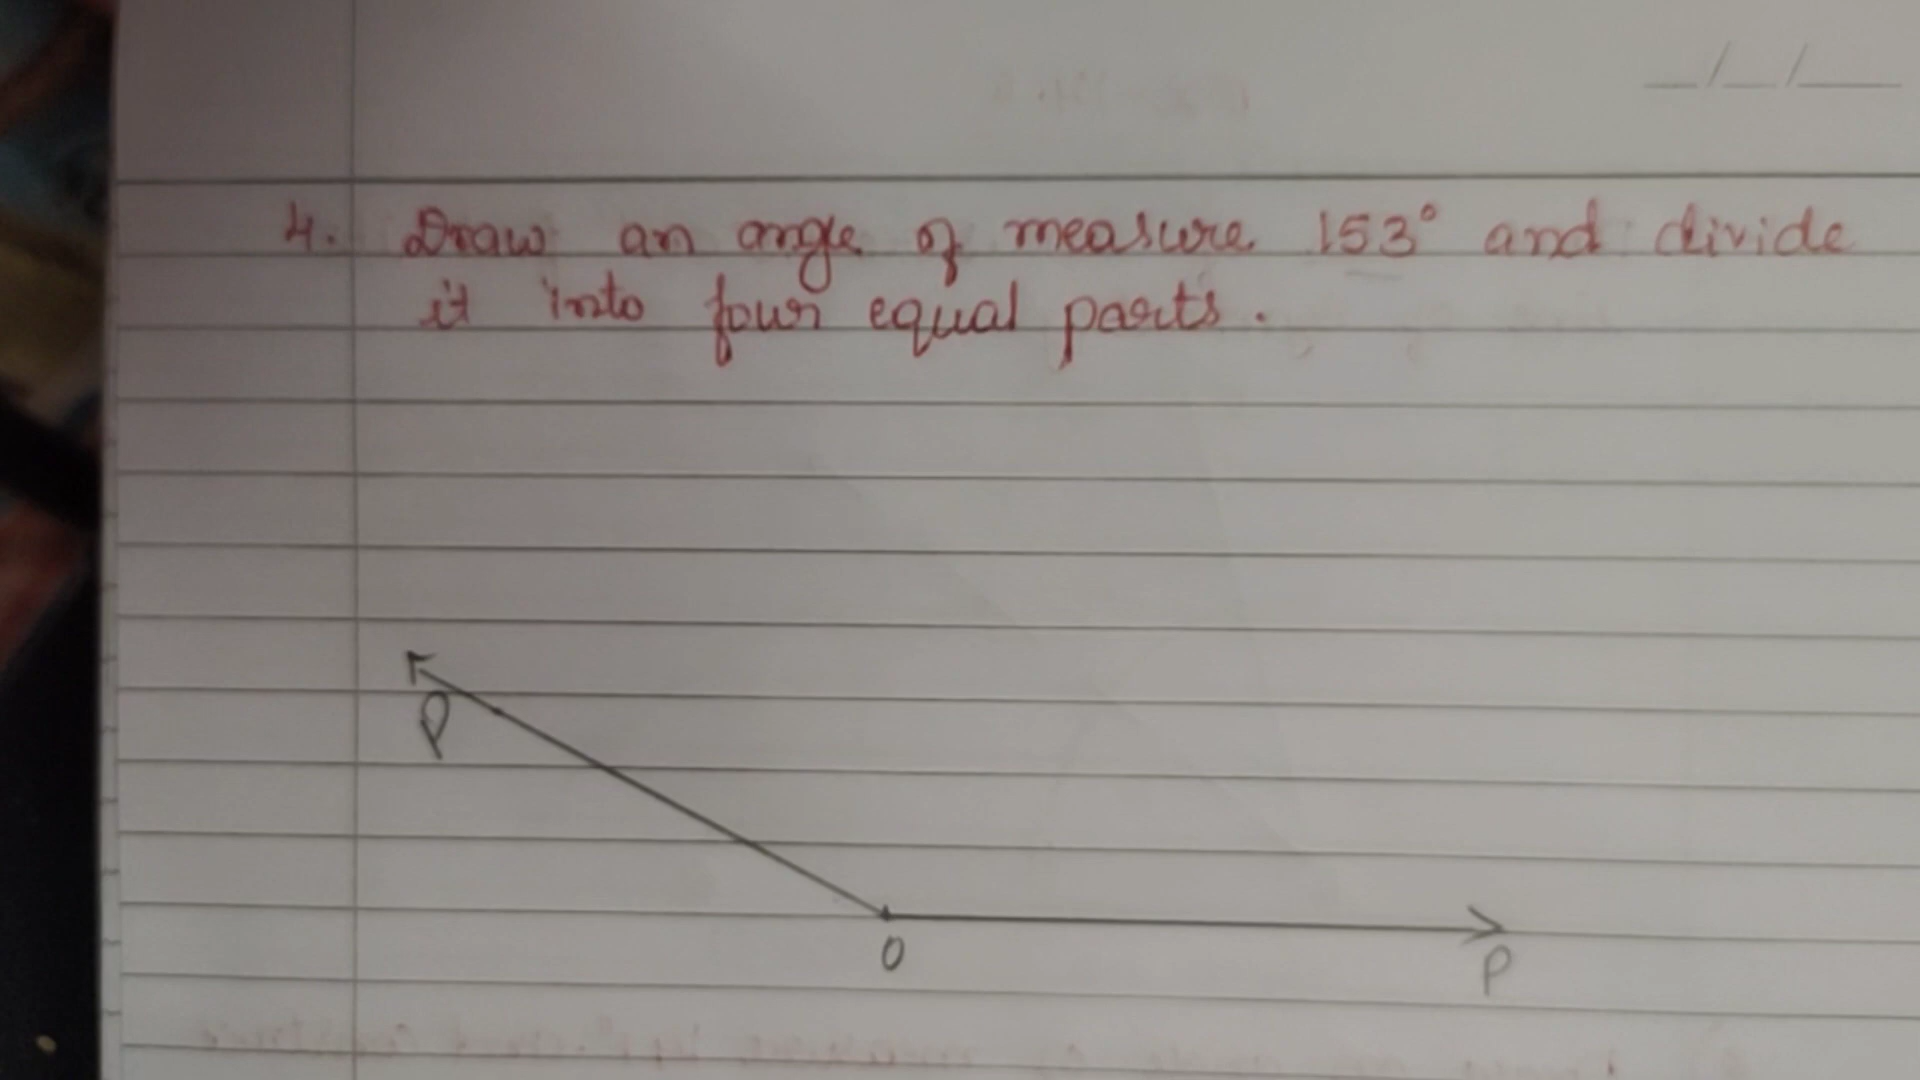 4. Draw an angle of measure 153° and divide
it into four equal parts.
P
O
P